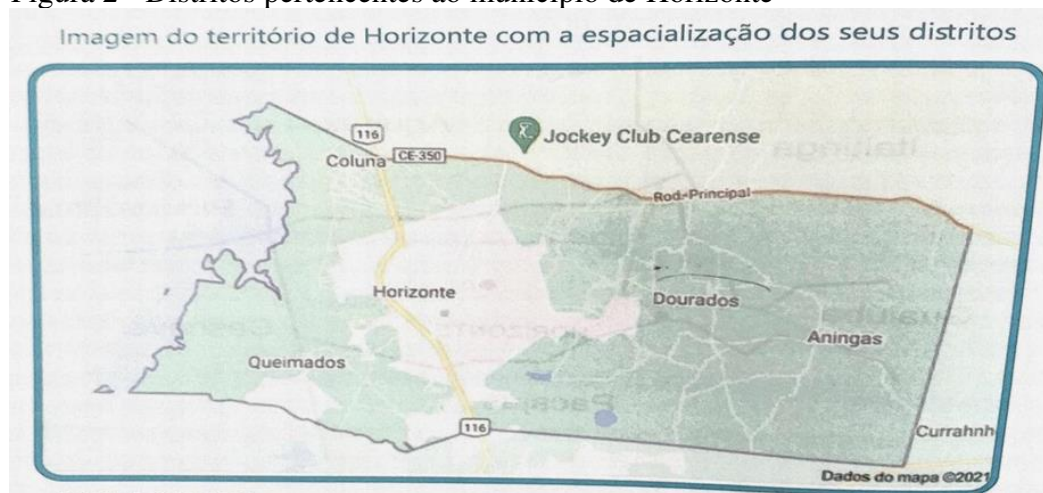 Figura 2 - Distritos pertencentes ao município de Horizonte
Imagem do território de Horizonte com a espacialização dos seus distritos
116
Jockey Club Cearense
Coluna
CE-350
Rod. Principal
Horizonte
Dourados
Aningas
Queimados
116
Currahnh
Dados do mapa ©2021